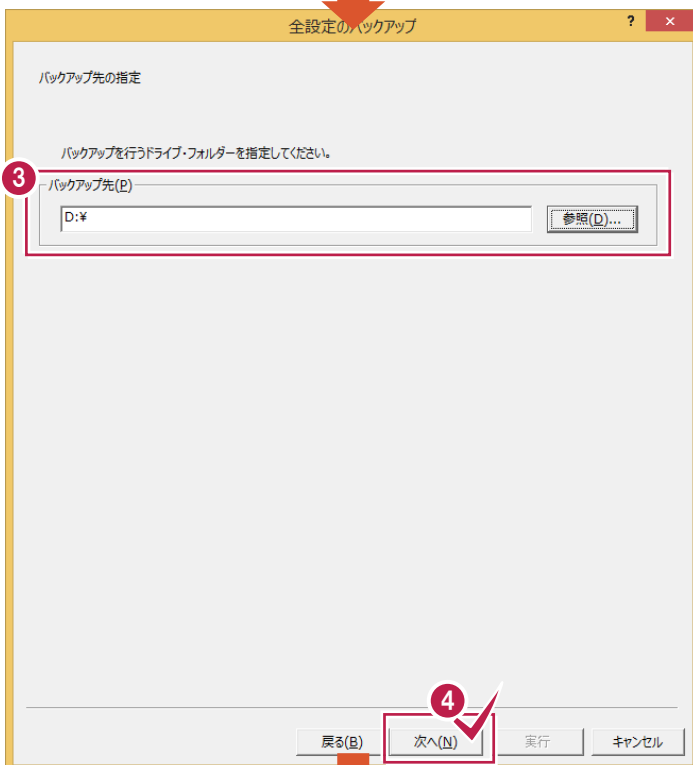 全設定のバックアップ
?
×
バックアップ先の指定
バックアップを行うドライブ・フォルダーを指定してください。
3
バックアップ先(P)
D:¥
参照(D)...
4
戻る(B)
次へ(N)
実行
キャンセル